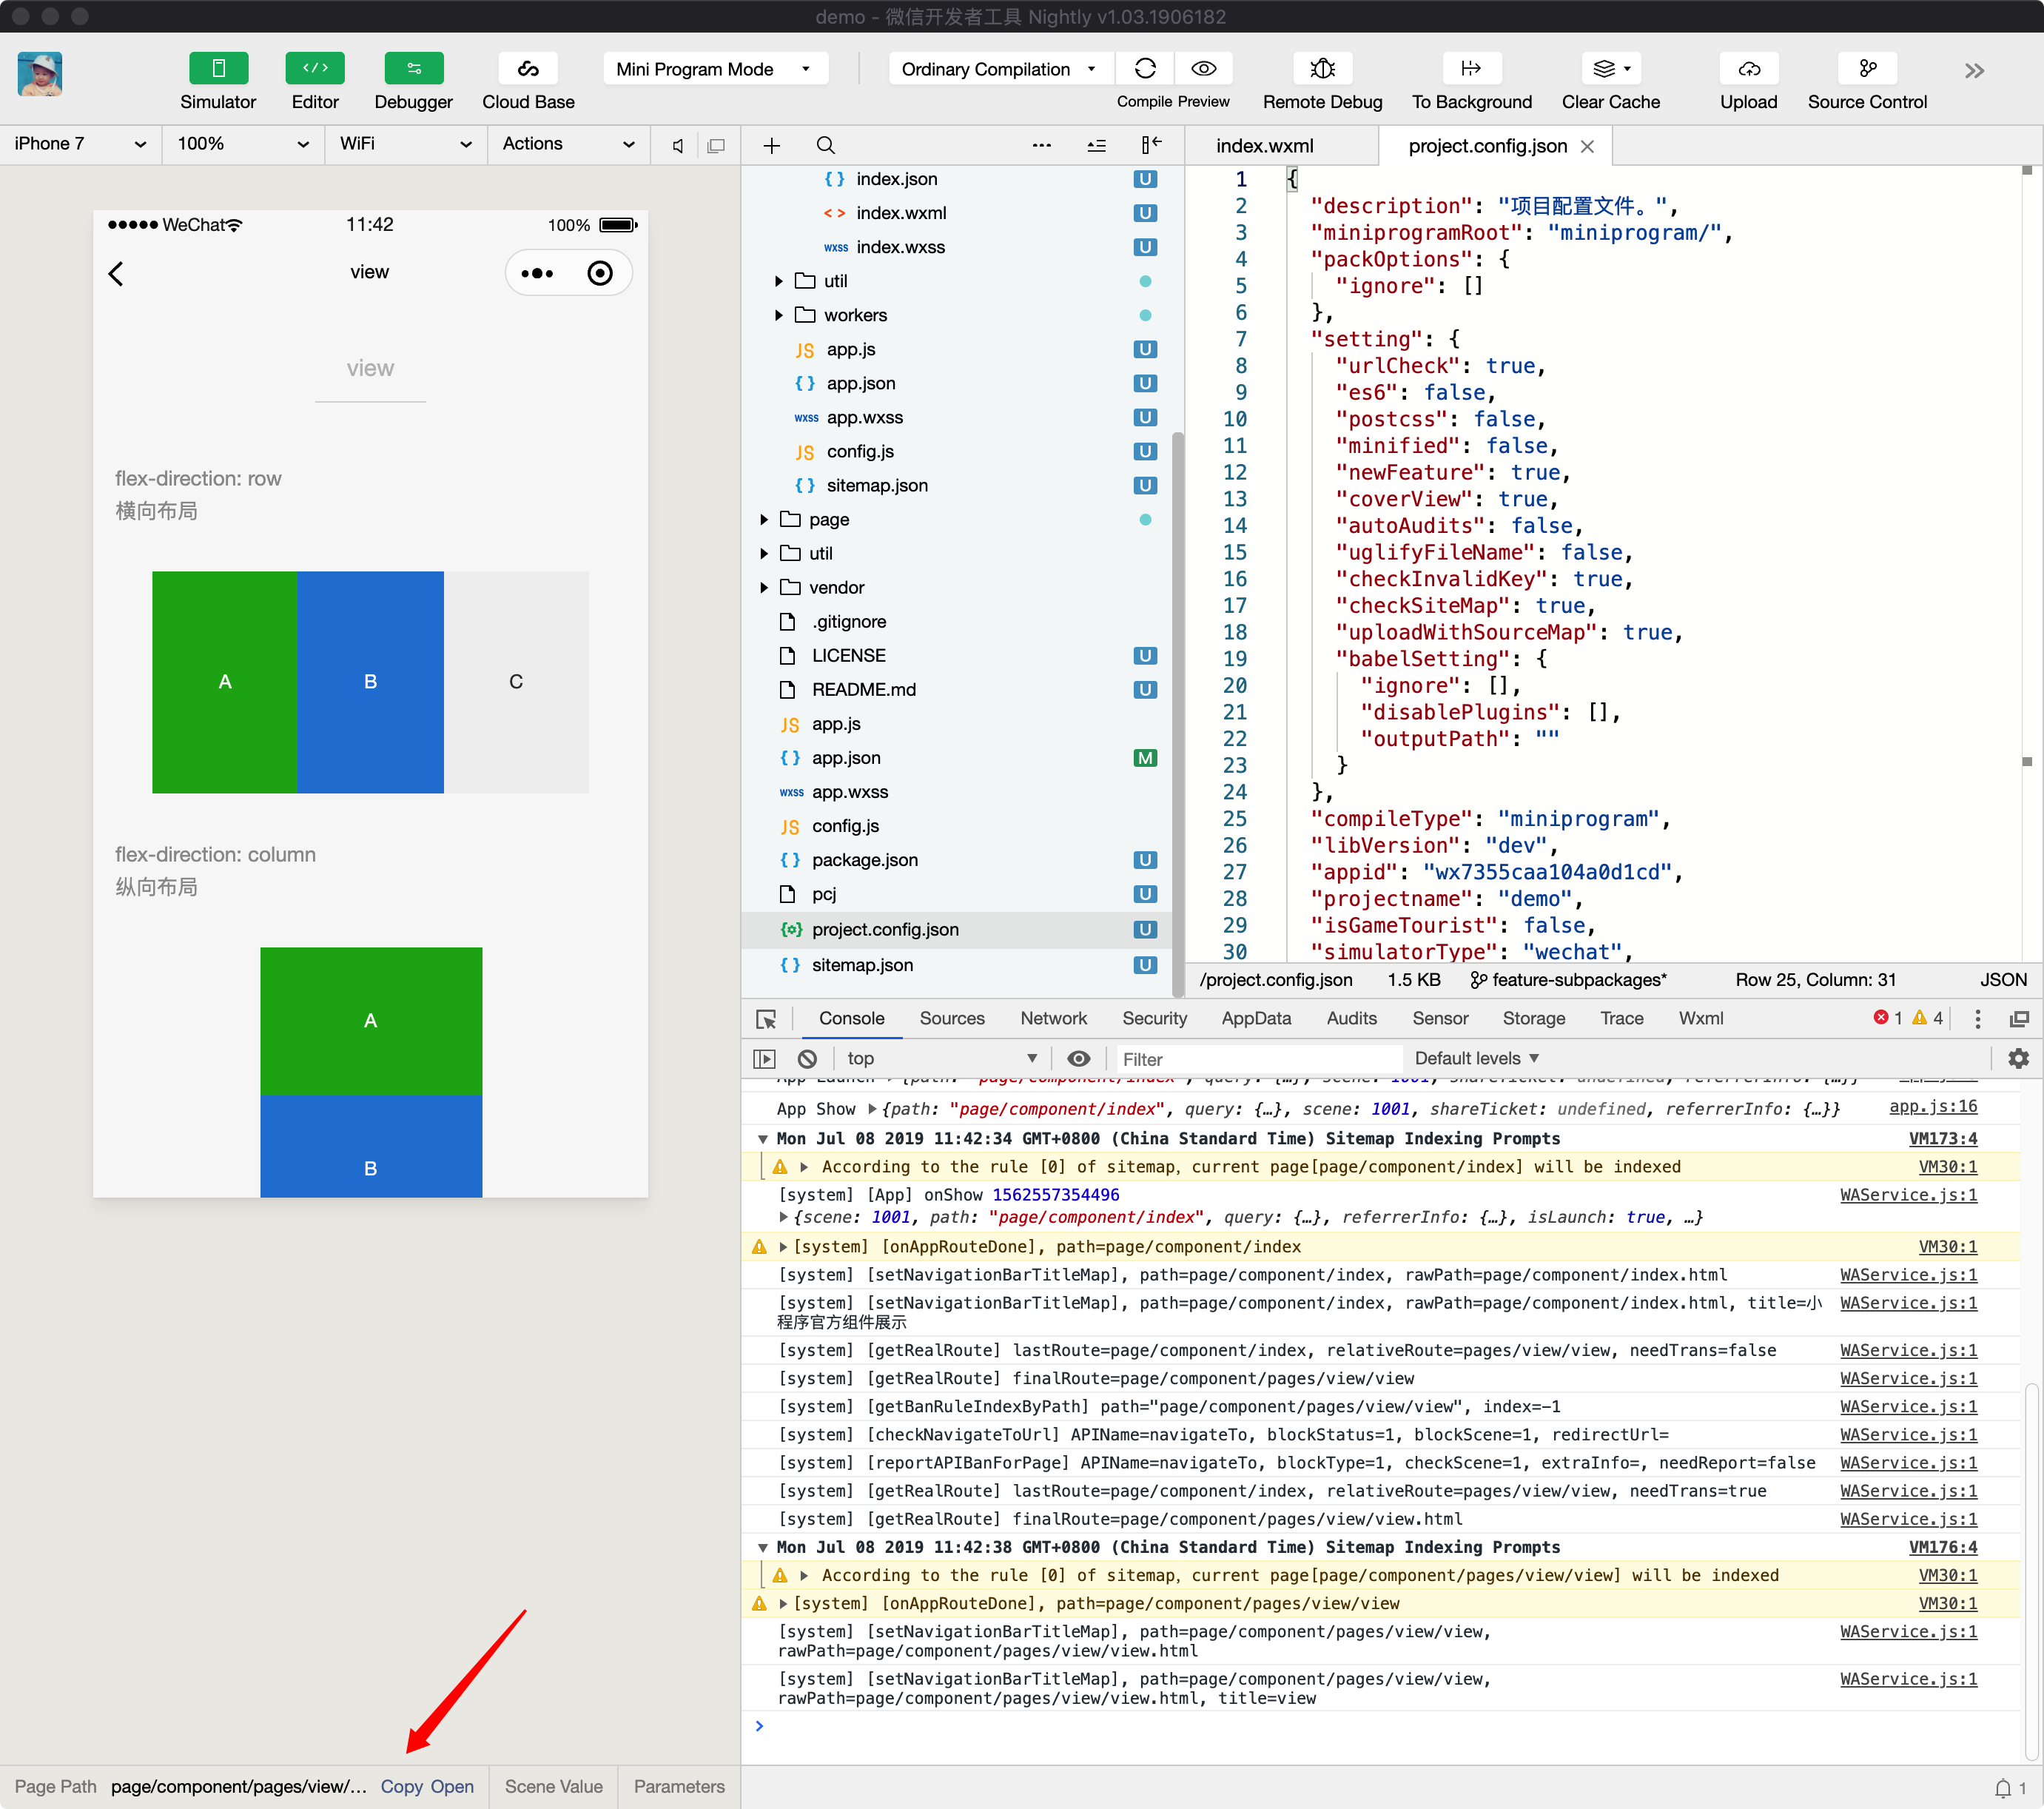 demo - 微信开发者工具 Nightly v1.03.1906182
Simulator
Editor
Debugger
Cloud Base
Mini Program Mode
Ordinary Compilation
Compile
Preview
Remote Debug
To Background
Clear Cache
Upload
Source Control
iPhone 7
100%
WiFi
Actions
WeChat
11:42
100%
view
view
flex-direction: row
横向布局
A
B
C
flex-direction: column
纵向布局
A
B
Page Path page/component/pages/view/... Copy Open
Scene Value
Parameters
{ } index.json U
< > index.wxml U
wxss index.wxss U
util
workers
JS app.js U
{ } app.json U
wxss app.wxss U
JS config.js U
{ } sitemap.json U
page
util
vendor
.gitignore
LICENSE U
README.md U
JS app.js
{ } app.json M
wxss app.wxss
JS config.js
{ } package.json U
pcj U
project.config.json U
{ } sitemap.json U
index.wxml
project.config.json
1 {
2 "description": "项目配置文件。",
3 "miniprogramRoot": "miniprogram/",
4 "packOptions": {
5 "ignore": []
6 },
7 "setting": {
8 "urlCheck": true,
9 "es6": false,
10 "postcss": false,
11 "minified": false,
12 "newFeature": true,
13 "coverView": true,
14 "autoAudits": false,
15 "uglifyFileName": false,
16 "checkInvalidKey": true,
17 "checkSiteMap": true,
18 "uploadWithSourceMap": true,
19 "babelSetting": {
20 "ignore": [],
21 "disablePlugins": [],
22 "outputPath": ""
23 }
24 },
25 "compileType": "miniprogram",
26 "libVersion": "dev",
27 "appid": "wx7355caa104a0d1cd",
28 "projectname": "demo",
29 "isGameTourist": false,
30 "simulatorType": "wechat",
/project.config.json 1.5 KB feature-subpackages* Row 25, Column: 31 JSON
Console Sources Network Security AppData Audits Sensor Storage Trace Wxml 1 4
top
Filter
Default levels
App Launch {path: "page/component/index", query: {…}, scene: 1001, shareTicket: undefined, referrerInfo: {…}}
App Show {path: "page/component/index", query: {…}, scene: 1001, shareTicket: undefined, referrerInfo: {…}} app.js:16
Mon Jul 08 2019 11:42:34 GMT+0800 (China Standard Time) Sitemap Indexing Prompts VM173:4
According to the rule [0] of sitemap, current page[page/component/index] will be indexed VM30:1
[system] [App] onShow 1562557354496 WAService.js:1
{scene: 1001, path: "page/component/index", query: {…}, referrerInfo: {…}, isLaunch: true, …}
[system] [onAppRouteDone], path=page/component/index VM30:1
[system] [setNavigationBarTitleMap], path=page/component/index, rawPath=page/component/index.html WAService.js:1
[system] [setNavigationBarTitleMap], path=page/component/index, rawPath=page/component/index.html, title=小 WAService.js:1
程序官方组件展示
[system] [getRealRoute] lastRoute=page/component/index, relativeRoute=pages/view/view, needTrans=false WAService.js:1
[system] [getRealRoute] finalRoute=page/component/pages/view/view WAService.js:1
[system] [getBanRuleIndexByPath] path="page/component/pages/view/view", index=-1 WAService.js:1
[system] [checkNavigateToUrl] APIName=navigateTo, blockStatus=1, blockScene=1, redirectUrl= WAService.js:1
[system] [reportAPIBanForPage] APIName=navigateTo, blockType=1, checkScene=1, extraInfo=, needReport=false WAService.js:1
[system] [getRealRoute] lastRoute=page/component/index, relativeRoute=pages/view/view, needTrans=true WAService.js:1
[system] [getRealRoute] finalRoute=page/component/pages/view/view.html WAService.js:1
Mon Jul 08 2019 11:42:38 GMT+0800 (China Standard Time) Sitemap Indexing Prompts VM176:4
According to the rule [0] of sitemap, current page[page/component/pages/view/view] will be indexed VM30:1
[system] [onAppRouteDone], path=page/component/pages/view/view VM30:1
[system] [setNavigationBarTitleMap], path=page/component/pages/view/view, WAService.js:1
rawPath=page/component/pages/view/view.html
[system] [setNavigationBarTitleMap], path=page/component/pages/view/view, WAService.js:1
rawPath=page/component/pages/view/view.html, title=view
1